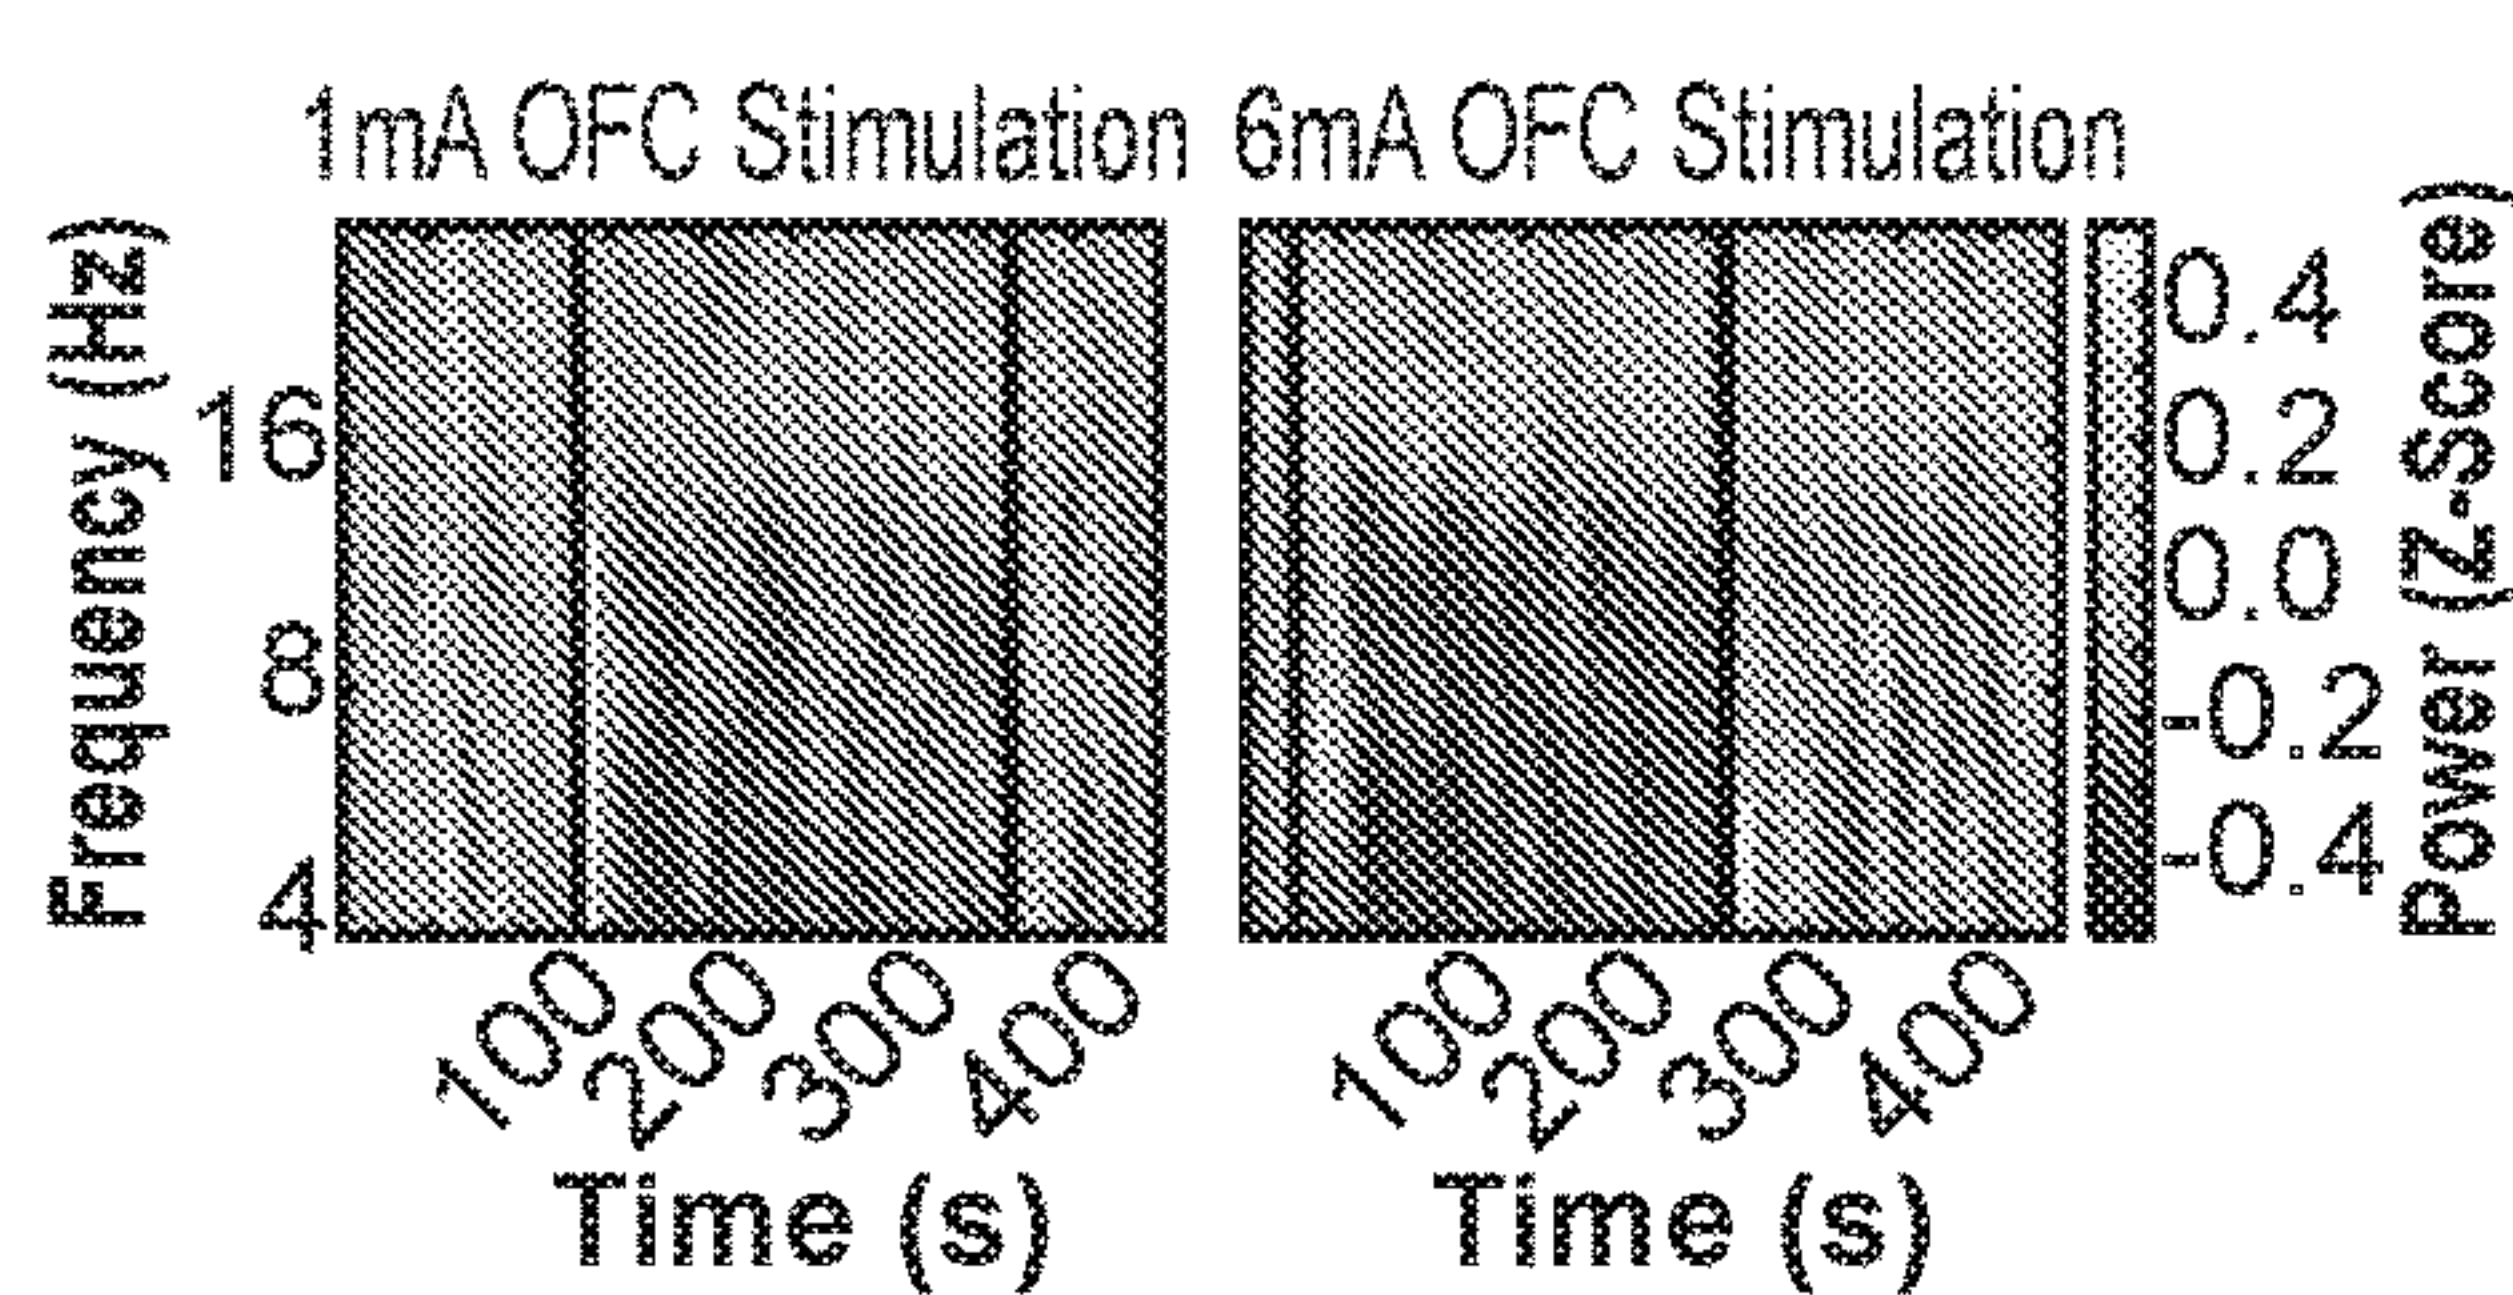 1mA OFC Stimulation 6mA OFC Stimulation
Frequency (Hz)
16
8
4
100 200 300 400
Time (s)
100 200 300 400
Time (s)
0.4
0.2
0.0
-0.2
-0.4
Power (Z-Score)